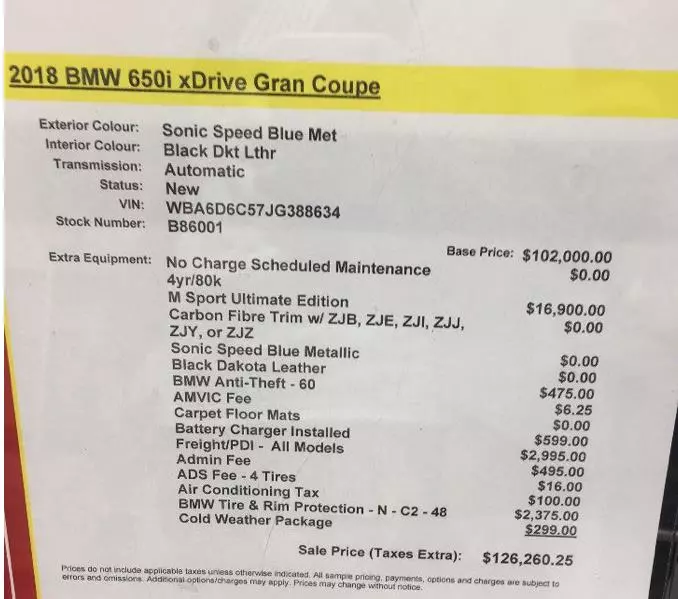 2018 BMW 650i xDrive Gran Coupe
Exterior Colour: Sonic Speed Blue Met
Interior Colour: Black Dkt Lthr
Transmission: Automatic
Status: New
VIN: WBA6D6C57JG388634
Stock Number: B86001
Base Price: $102,000.00
Extra Equipment: No Charge Scheduled Maintenance $0.00
4yr/80k
M Sport Ultimate Edition $16,900.00
Carbon Fibre Trim w/ ZJB, ZJE, ZJI, ZJJ, $0.00
ZJY, or ZJZ
Sonic Speed Blue Metallic $0.00
Black Dakota Leather $0.00
BMW Anti-Theft - 60 $475.00
AMVIC Fee $6.25
Carpet Floor Mats $0.00
Battery Charger Installed $599.00
Freight/PDI - All Models $2,995.00
Admin Fee $495.00
ADS Fee - 4 Tires $16.00
Air Conditioning Tax $100.00
BMW Tire & Rim Protection - N - C2 - 48 $2,375.00
Cold Weather Package $299.00
Sale Price (Taxes Extra): $126,260.25
Prices do not include applicable taxes unless otherwise indicated. All sample pricing, payments, options and charges are subject to
errors and omissions. Additional options/charges may apply. Prices may change without notice.